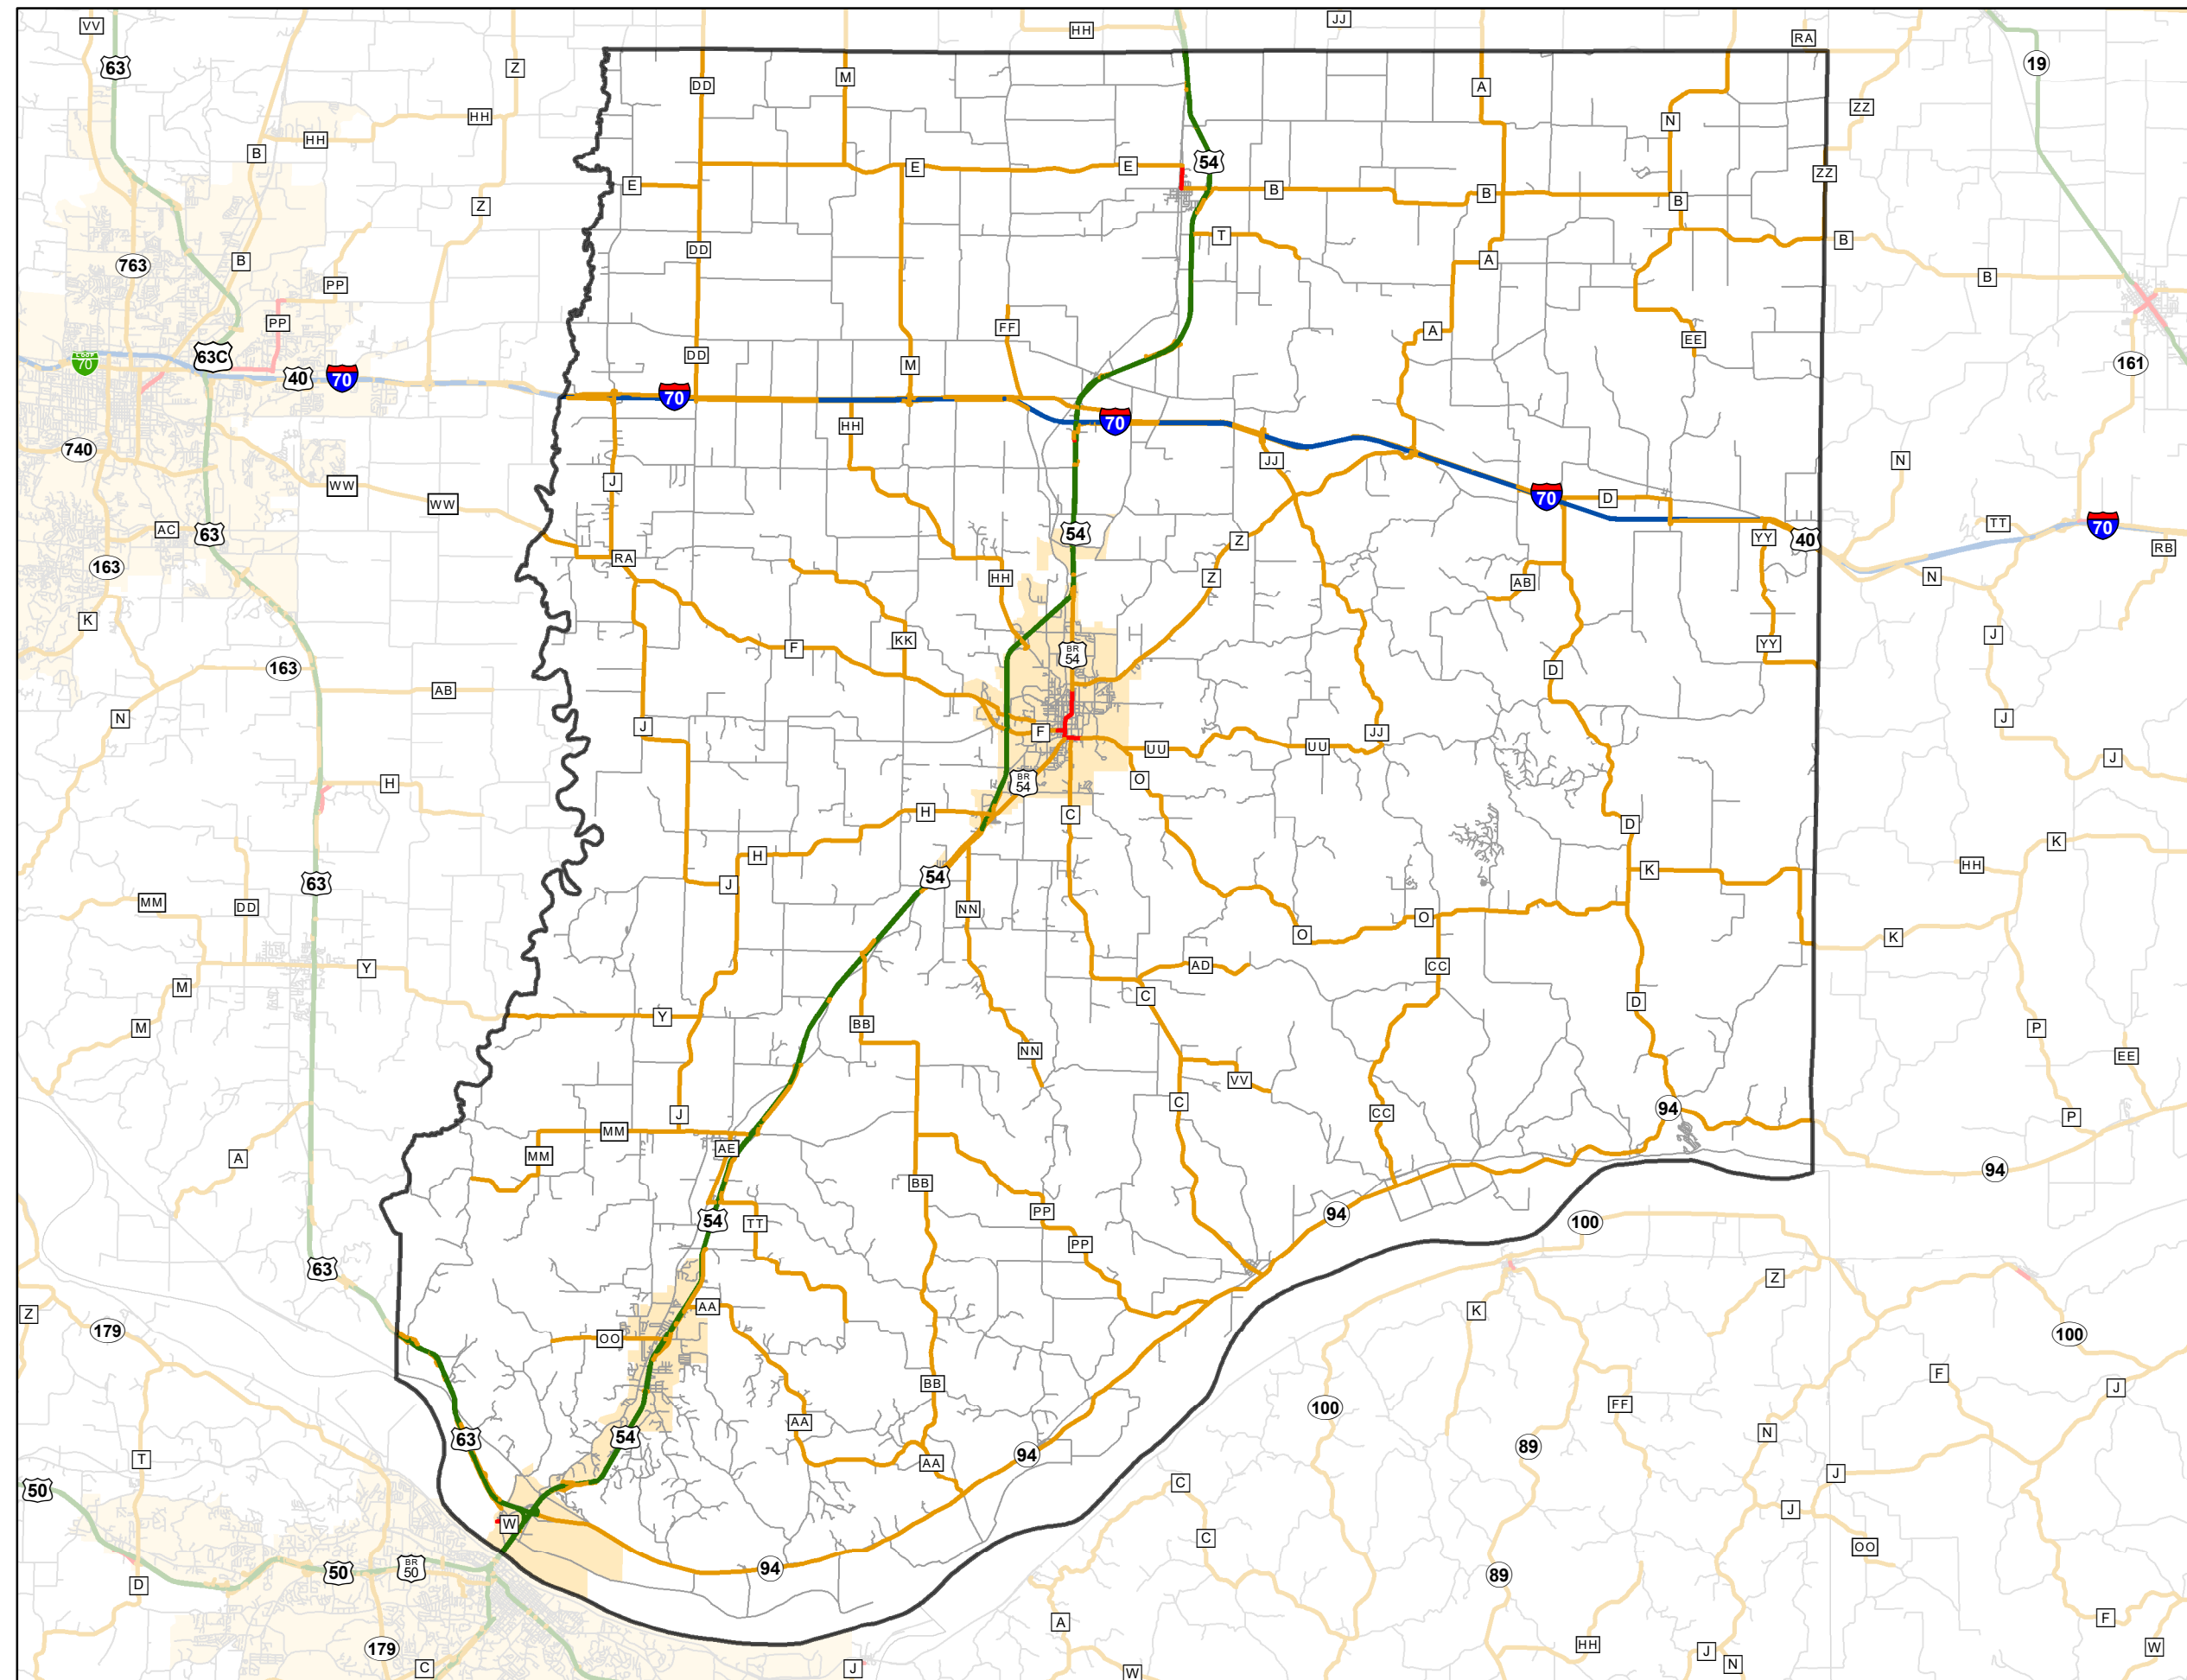 VV
HH
JJ
RA
63
Z
DD
M
A
19
HH
HH
B
54
N
ZZ
E
E
E
B
B
B
ZZ
Z
T
A
B
B
763
B
DD
PP
PP
FF
A
EE
63C
DD
M
161
LOOP
70
40
70
70
70
HH
740
WW
WW
J
JJ
70
D
N
AC
63
54
Z
YY
40
TT
70
RB
163
RA
HH
Z
AB
N
K
F
KK
BR
54
D
YY
J
163
AB
N
J
F
UU
UU
JJ
J
J
H
BR
54
O
H
C
D
K
63
H
J
54
K
HH
MM
DD
NN
O
O
K
Y
AD
CC
M
M
Y
BB
C
D
P
NN
VV
EE
J
C
CC
94
P
A
MM
MM
AE
BB
94
54
TT
PP
94
100
PP
63
Z
179
AA
OO
K
Z
100
BB
F
J
100
FF
63
54
AA
AA
94
89
N
T
50
C
J
W
J
50
BR
50
94
C
OO
D
89
A
F
179
C
J
W
HH
J
N
W